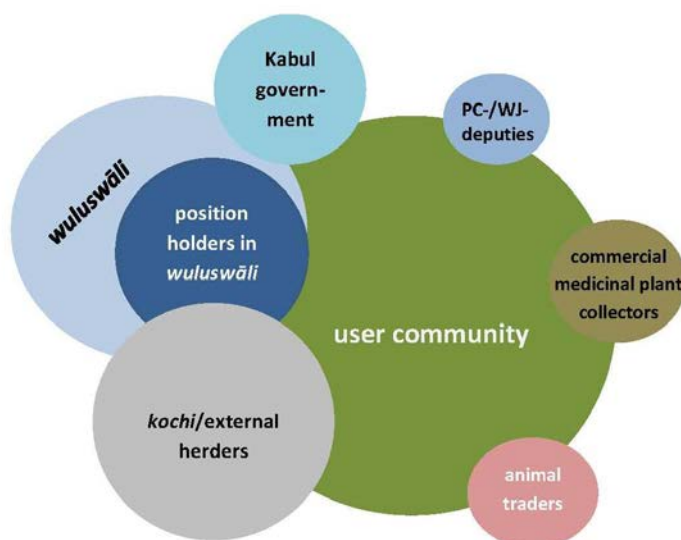 Kabul
govern-
ment
PC-/WJ-
deputies
wuluswāli
position
holders in
wuluswāli
commercial
medicinal plant
collectors
user community
kochi/external
herders
animal
traders